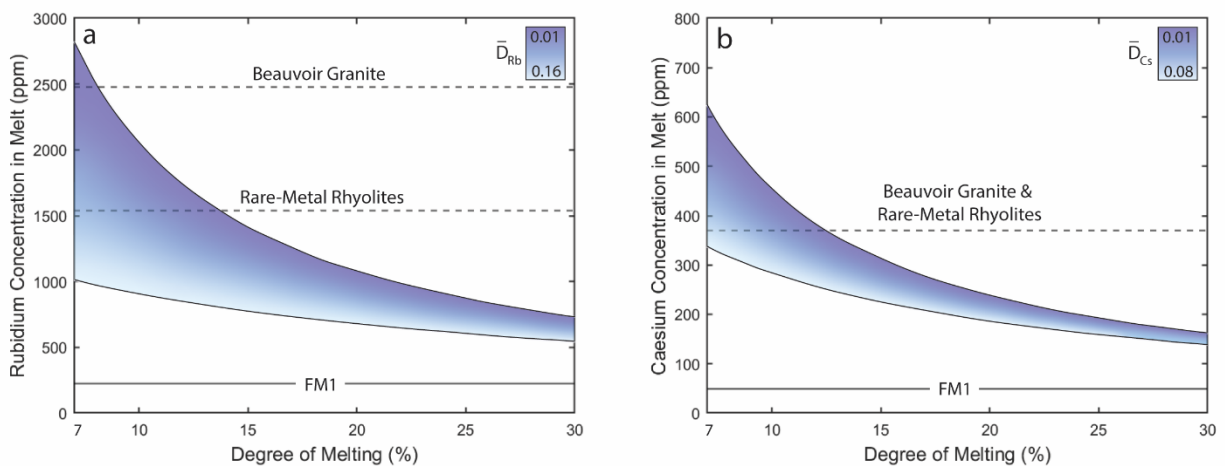 a
3000
2500
2000
1500
1000
500
0
Rubidium Concentration in Melt (ppm)
D̅Rb
0.01
0.16
Beauvoir Granite
Rare-Metal Rhyolites
FM1
7
10
15
20
25
30
Degree of Melting (%)
b
800
700
600
500
400
300
200
100
0
Caesium Concentration in Melt (ppm)
D̅Cs
0.01
0.08
Beauvoir Granite &
Rare-Metal Rhyolites
FM1
7
10
15
20
25
30
Degree of Melting (%)